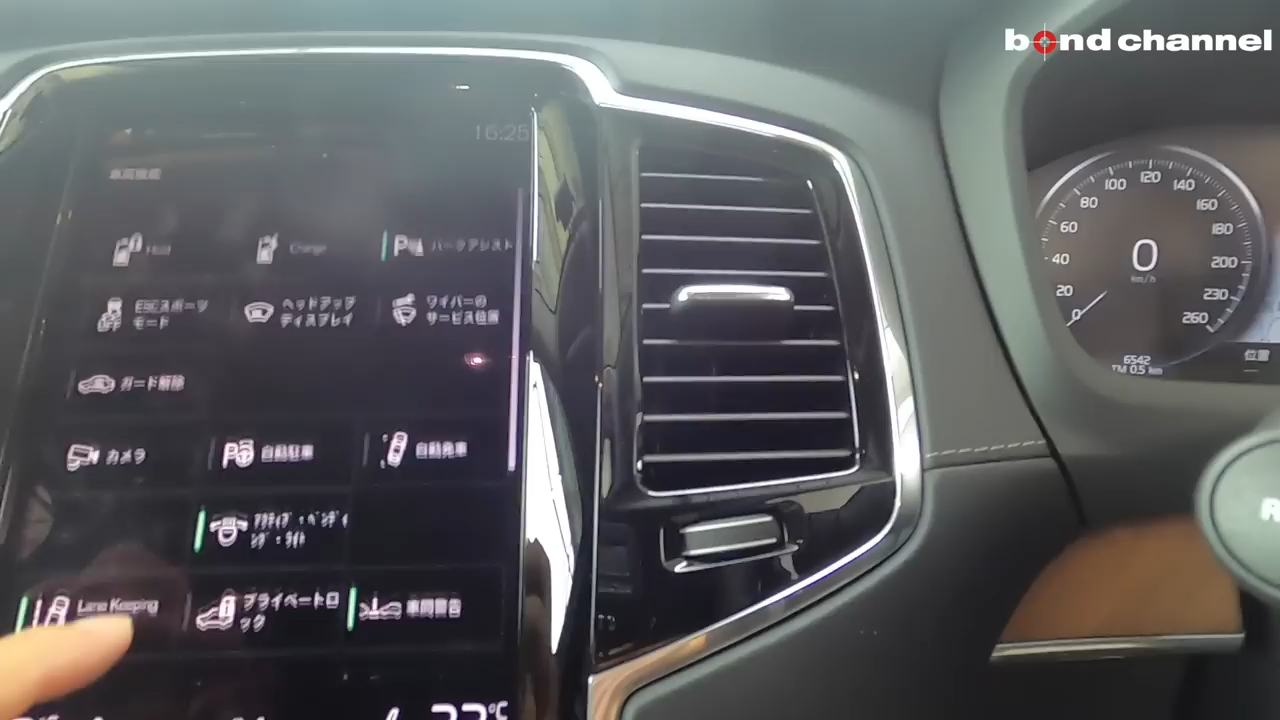 bond channel
16:25
車両機能
Hold
Charge
パークアシスト
ESCスポーツ
モード
ヘッドアップ
ディスプレイ
ワイパーの
サービス位置
ガード解除
カメラ
自動駐車
自動発車
ｱｸﾃｨﾌﾞ・ﾍﾞﾝﾃﾞｨ
ﾝｸﾞ・ﾗｲﾄ
Lane Keeping
プライベートロ
ック
車間警告
0
20
40
60
80
100
120
140
160
180
200
230
260
0
km/h
6542
TM 0.5 km
位置